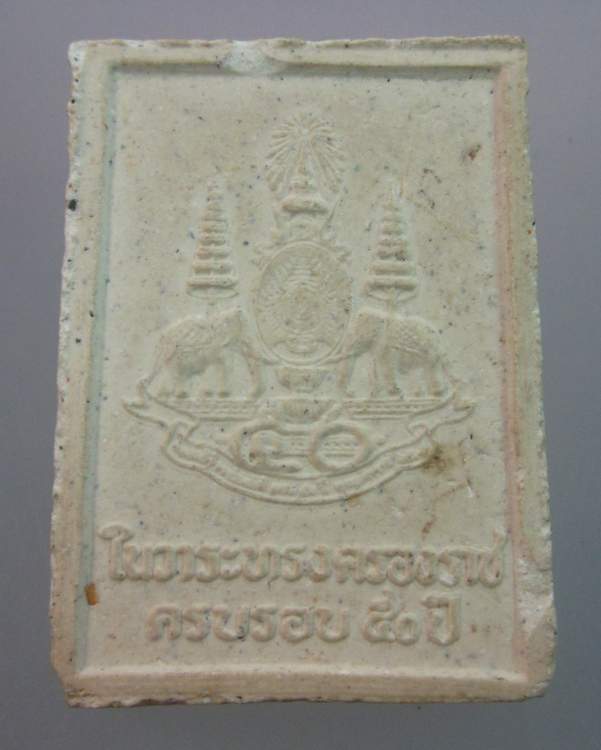 ๕๐
ในวาระทรงครองราช
ครบรอบ ๕๐ ปี